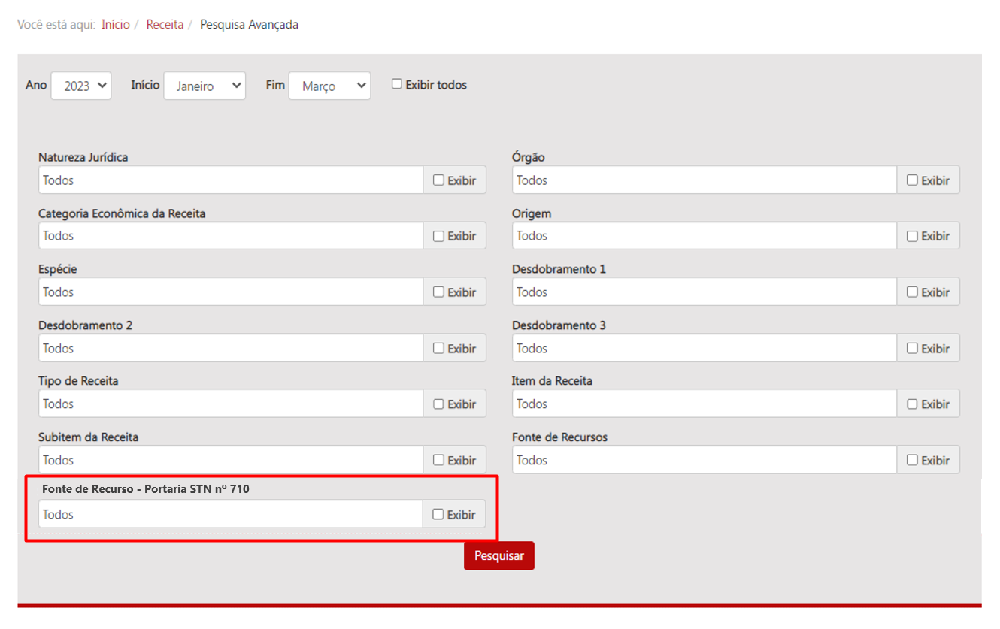 Você está aqui: Início / Receita / Pesquisa Avançada
Ano 2023 Início Janeiro Fim Março Exibir todos
Natureza Jurídica Órgão
Todos Exibir Todos Exibir
Categoria Econômica da Receita Origem
Todos Exibir Todos Exibir
Espécie Desdobramento 1
Todos Exibir Todos Exibir
Desdobramento 2 Desdobramento 3
Todos Exibir Todos Exibir
Tipo de Receita Item da Receita
Todos Exibir Todos Exibir
Subitem da Receita Fonte de Recursos
Todos Exibir Todos Exibir
Fonte de Recurso - Portaria STN nº 710
Todos Exibir
Pesquisar